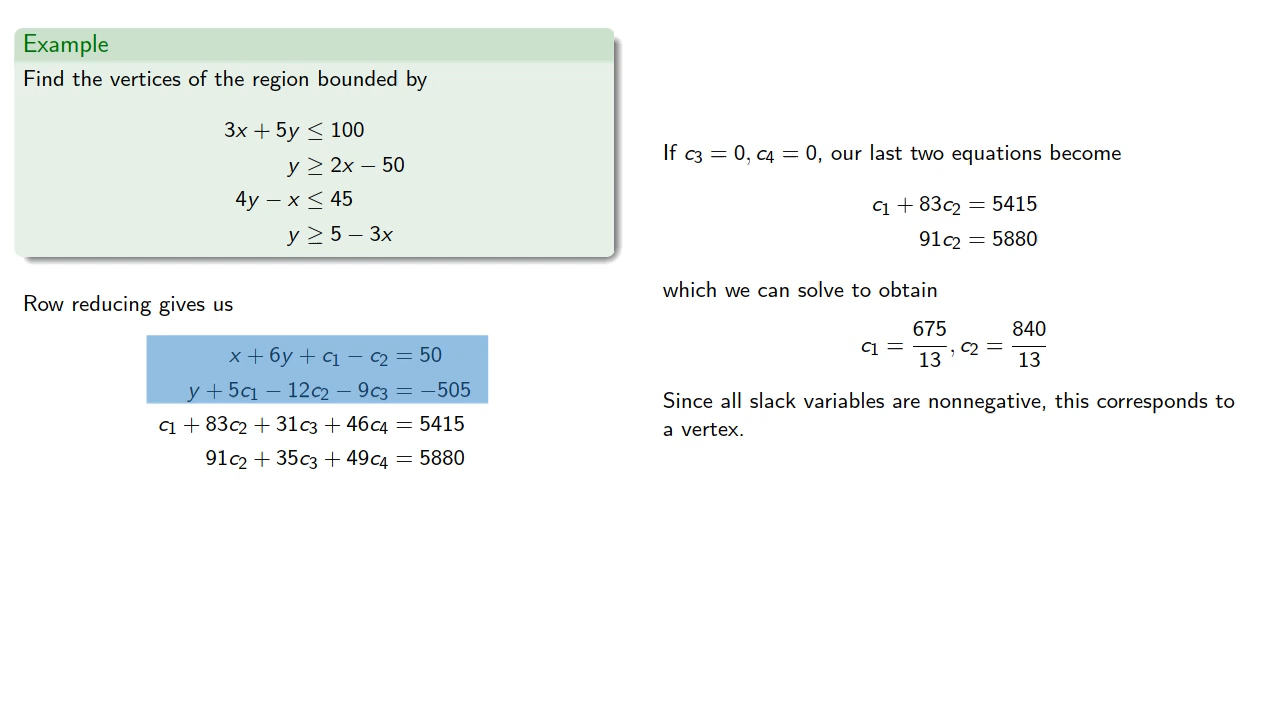 Example
Find the vertices of the region bounded by
3x + 5y ≤ 100
y ≥ 2x − 50
4y − x ≤ 45
y ≥ 5 − 3x
Row reducing gives us
x + 6y + c₁ − c₂ = 50
y + 5c₁ − 12c₂ − 9c₃ = −505
c₁ + 83c₂ + 31c₃ + 46c₄ = 5415
91c₂ + 35c₃ + 49c₄ = 5880
If c₃ = 0, c₄ = 0, our last two equations become
c₁ + 83c₂ = 5415
91c₂ = 5880
which we can solve to obtain
c₁ = 675/13, c₂ = 840/13
Since all slack variables are nonnegative, this corresponds to
a vertex.